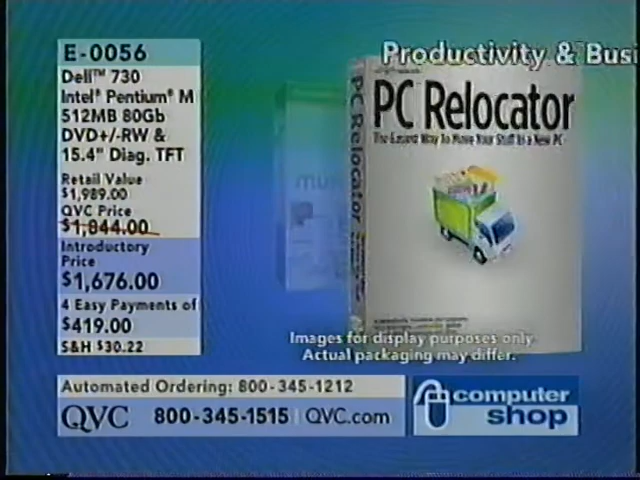 E-0056
Dell™ 730
Intel® Pentium® M
512MB 80Gb
DVD+/-RW &
15.4" Diag. TFT
Retail Value
$1,989.00
QVC Price
$1,844.00
Introductory
Price
$1,676.00
4 Easy Payments of
$419.00
S&H $30.22
Productivity & Busi
PC Relocator
The Easiest Way To Move Your Stuff to a New PC
PC Relocator
Images for display purposes only.
Actual packaging may differ.
Automated Ordering: 800-345-1212
QVC 800-345-1515 QVC.com
computer
shop